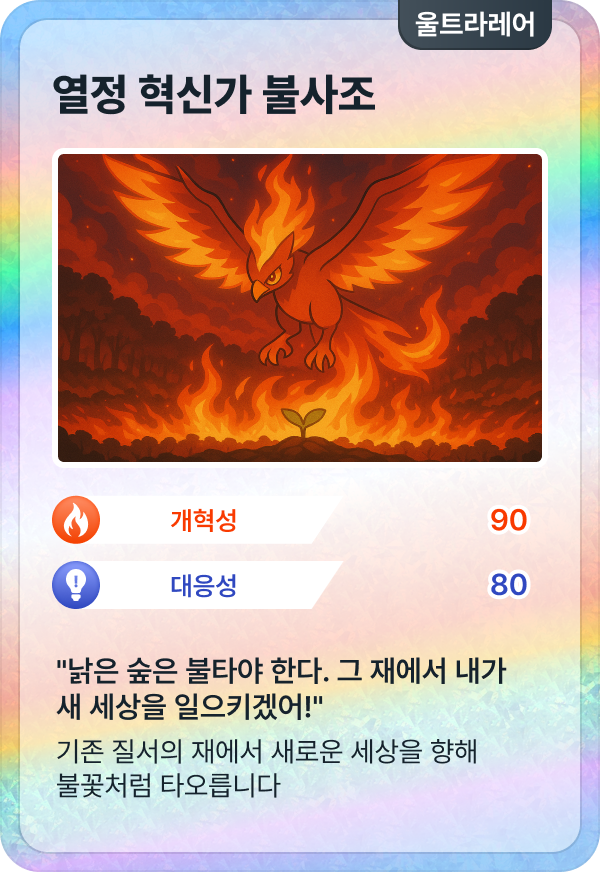 울트라레어
열정 혁신가 불사조
개혁성 90
대응성 80
"낡은 숲은 불타야 한다. 그 재에서 내가
새 세상을 일으키겠어!"
기존 질서의 재에서 새로운 세상을 향해
불꽃처럼 타오릅니다